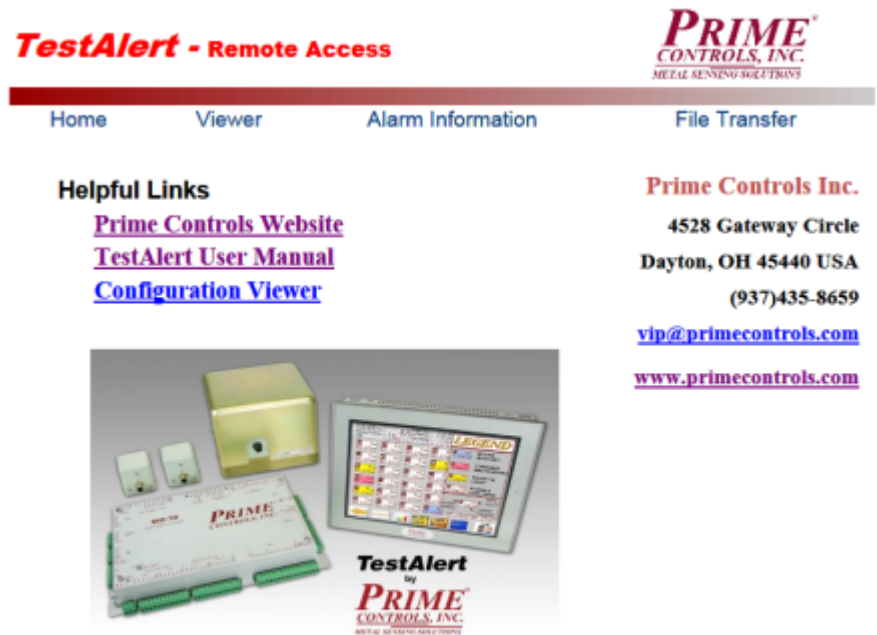 TestAlert - Remote Access
PRIME
CONTROLS, INC.
METAL SENSING SOLUTIONS
Home Viewer Alarm Information File Transfer
Helpful Links
Prime Controls Website
TestAlert User Manual
Configuration Viewer
Prime Controls Inc.
4528 Gateway Circle
Dayton, OH 45440 USA
(937)435-8659
vip@primecontrols.com
www.primecontrols.com
LEGEND
PRIME
CONTROLS, INC.
TestAlert
by
PRIME
CONTROLS, INC.
METAL SENSING SOLUTIONS